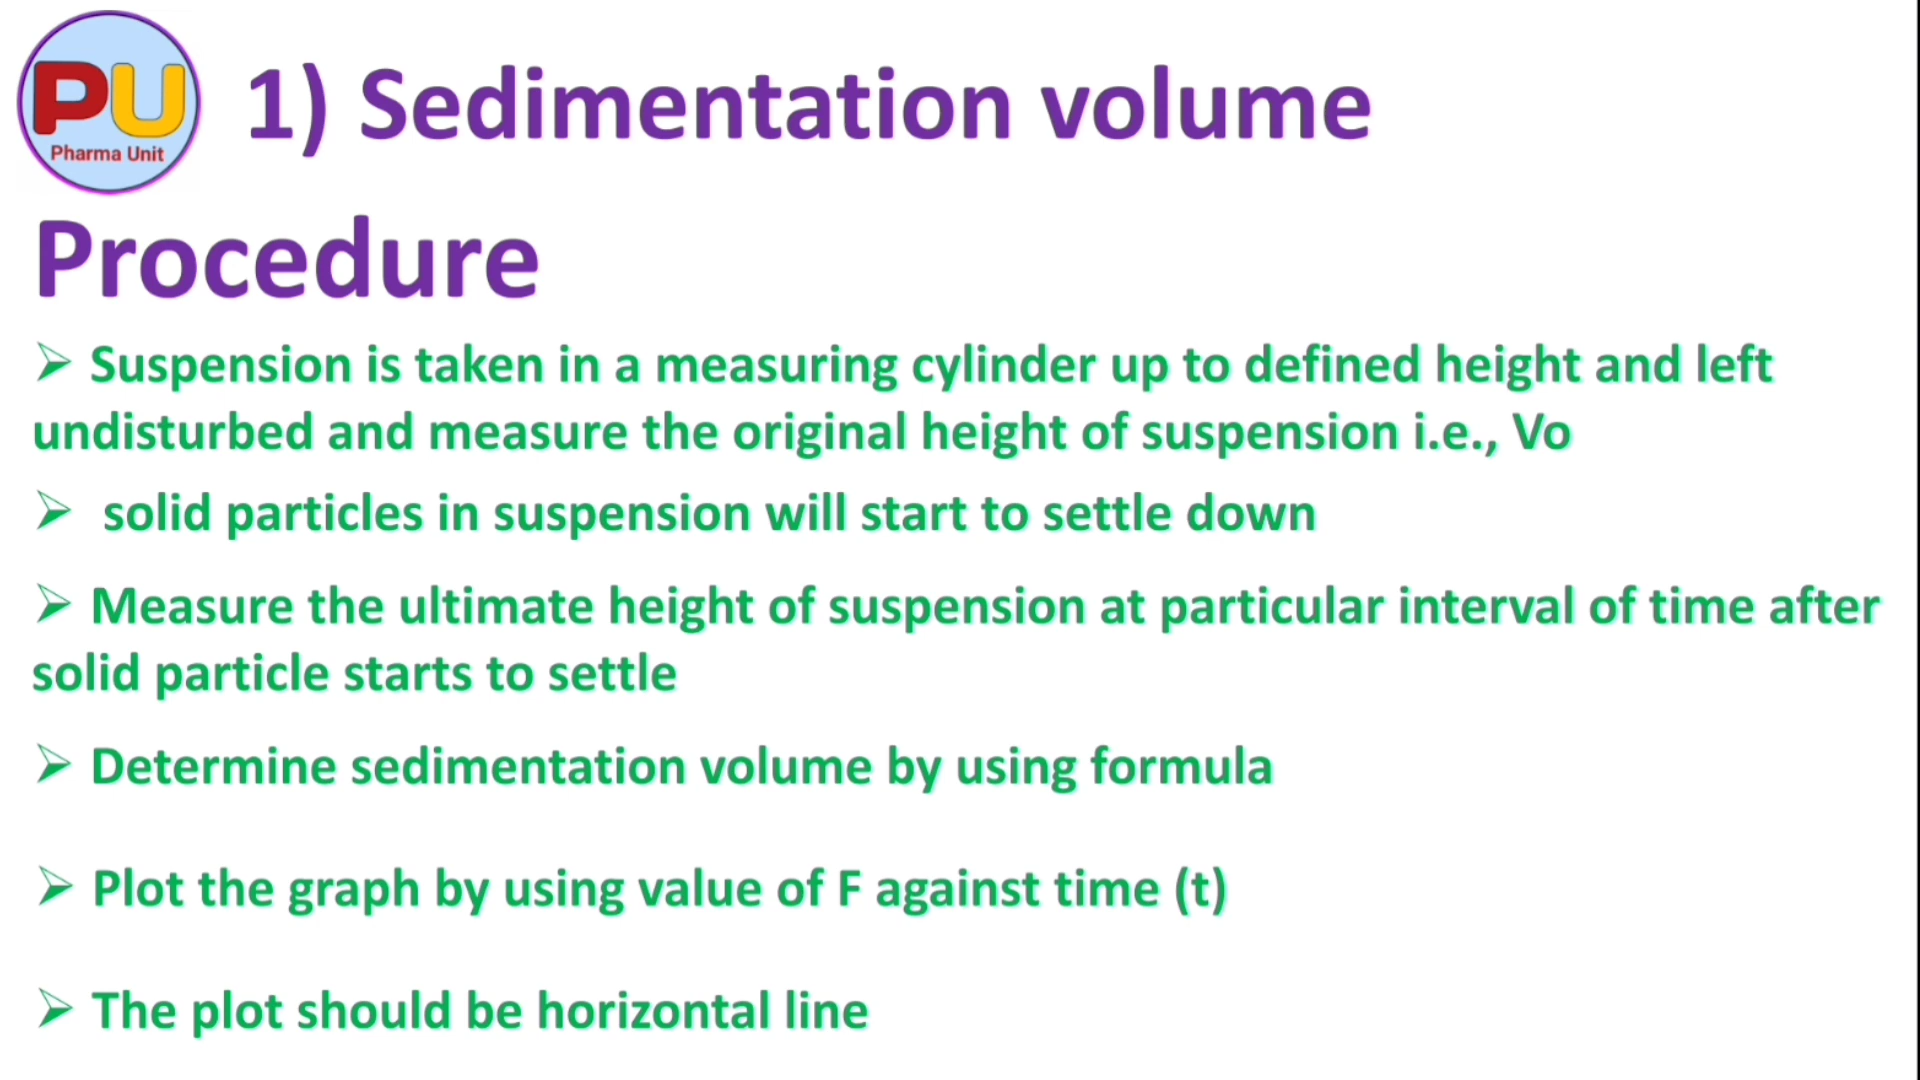 PU
Pharma Unit
1) Sedimentation volume
Procedure
➢ Suspension is taken in a measuring cylinder up to defined height and left
undisturbed and measure the original height of suspension i.e., Vo
➢ solid particles in suspension will start to settle down
➢ Measure the ultimate height of suspension at particular interval of time after
solid particle starts to settle
➢ Determine sedimentation volume by using formula
➢ Plot the graph by using value of F against time (t)
➢ The plot should be horizontal line